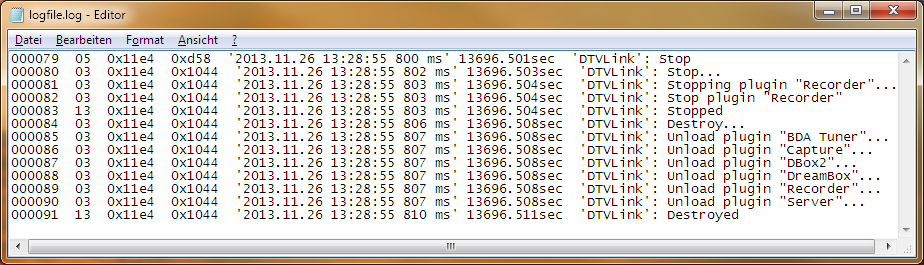 logfile.log - Editor
Datei Bearbeiten Format Ansicht ?
000079 05 0x11e4 0xd58 '2013.11.26 13:28:55 800 ms' 13696.501sec 'DTVLink': Stop
000080 03 0x11e4 0x1044 '2013.11.26 13:28:55 802 ms' 13696.503sec 'DTVLink': Stop...
000081 03 0x11e4 0x1044 '2013.11.26 13:28:55 803 ms' 13696.504sec 'DTVLink': Stopping plugin "Recorder"...
000082 03 0x11e4 0x1044 '2013.11.26 13:28:55 803 ms' 13696.504sec 'DTVLink': Stop plugin "Recorder"
000083 13 0x11e4 0x1044 '2013.11.26 13:28:55 803 ms' 13696.504sec 'DTVLink': Stopped
000084 03 0x11e4 0x1044 '2013.11.26 13:28:55 806 ms' 13696.508sec 'DTVLink': Destroy...
000085 03 0x11e4 0x1044 '2013.11.26 13:28:55 807 ms' 13696.508sec 'DTVLink': Unload plugin "BDA Tuner"...
000086 03 0x11e4 0x1044 '2013.11.26 13:28:55 807 ms' 13696.508sec 'DTVLink': Unload plugin "Capture"...
000087 03 0x11e4 0x1044 '2013.11.26 13:28:55 807 ms' 13696.508sec 'DTVLink': Unload plugin "DBox2"...
000088 03 0x11e4 0x1044 '2013.11.26 13:28:55 807 ms' 13696.508sec 'DTVLink': Unload plugin "DreamBox"...
000089 03 0x11e4 0x1044 '2013.11.26 13:28:55 807 ms' 13696.508sec 'DTVLink': Unload plugin "Recorder"...
000090 03 0x11e4 0x1044 '2013.11.26 13:28:55 807 ms' 13696.508sec 'DTVLink': Unload plugin "Server"...
000091 13 0x11e4 0x1044 '2013.11.26 13:28:55 810 ms' 13696.511sec 'DTVLink': Destroyed